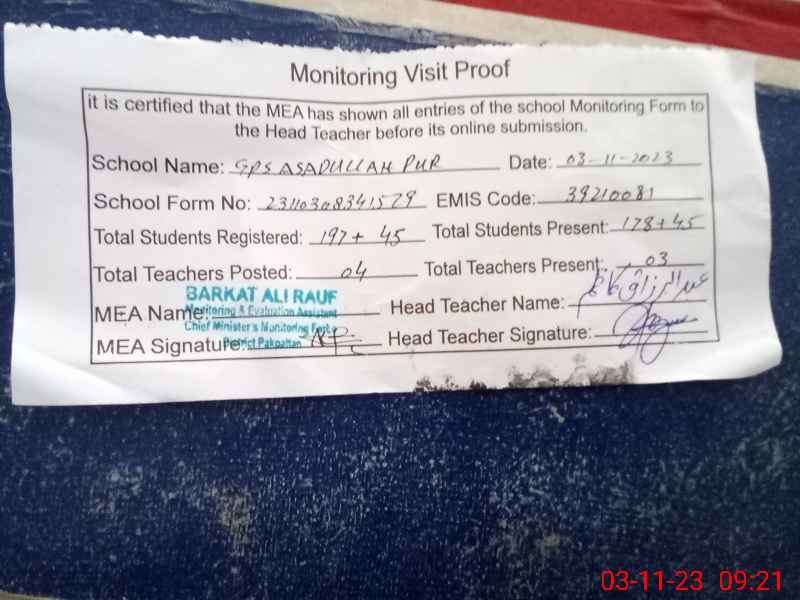 Monitoring Visit Proof
it is certified that the MEA has shown all entries of the school Monitoring Form to
the Head Teacher before its online submission.
School Name: GPS ASADULLAH PUR Date: 03-11-2023
School Form No: 23110308341579 EMIS Code: 39210081
Total Students Registered: 197+45 Total Students Present: 178+45
Total Teachers Posted: 04 Total Teachers Present: 03
MEA Name: BARKAT ALI RAUF Head Teacher Name: عبدالرزاق کاظم
Monitoring & Evaluation Assistant
Chief Minister's Monitoring Force
District Pakpattan
MEA Signature: Head Teacher Signature:
03-11-23 09:21